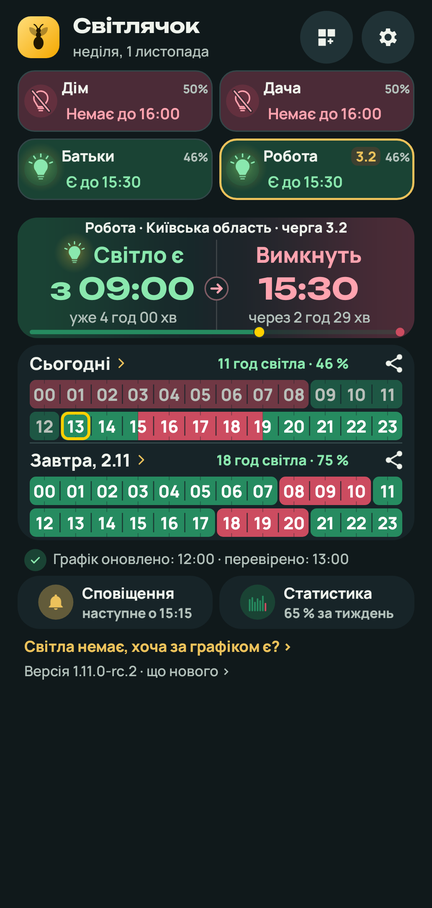 Світлячок
неділя, 1 листопада
Дім 50%
Немає до 16:00
Дача 50%
Немає до 16:00
Батьки 46%
Є до 15:30
Робота 3.2 46%
Є до 15:30
Робота · Київська область · черга 3.2
Світло є
з 09:00
уже 4 год 00 хв
Вимкнуть
15:30
через 2 год 29 хв
Сьогодні › 11 год світла · 46 %
00 01 02 03 04 05 06 07 08 09 10 11
12 13 14 15 16 17 18 19 20 21 22 23
Завтра, 2.11 › 18 год світла · 75 %
00 01 02 03 04 05 06 07 08 09 10 11
12 13 14 15 16 17 18 19 20 21 22 23
Графік оновлено: 12:00 · перевірено: 13:00
Сповіщення
наступне о 15:15
Статистика
65 % за тиждень
Світла немає, хоча за графіком є? ›
Версія 1.11.0-rc.2 · що нового ›